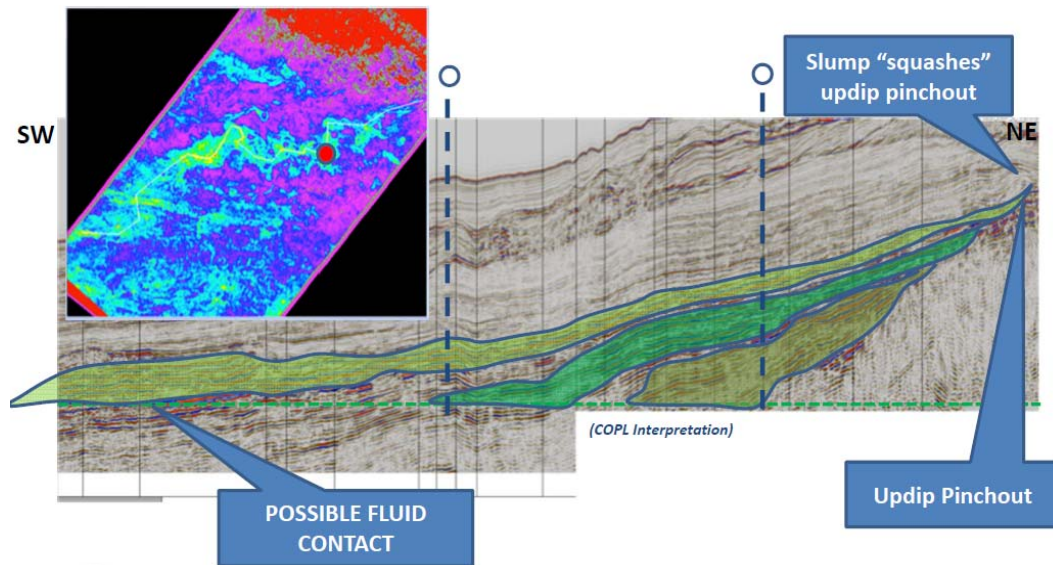 Slump “squashes”
updip pinchout
SW
NE
(COPL Interpretation)
Updip Pinchout
POSSIBLE FLUID
CONTACT